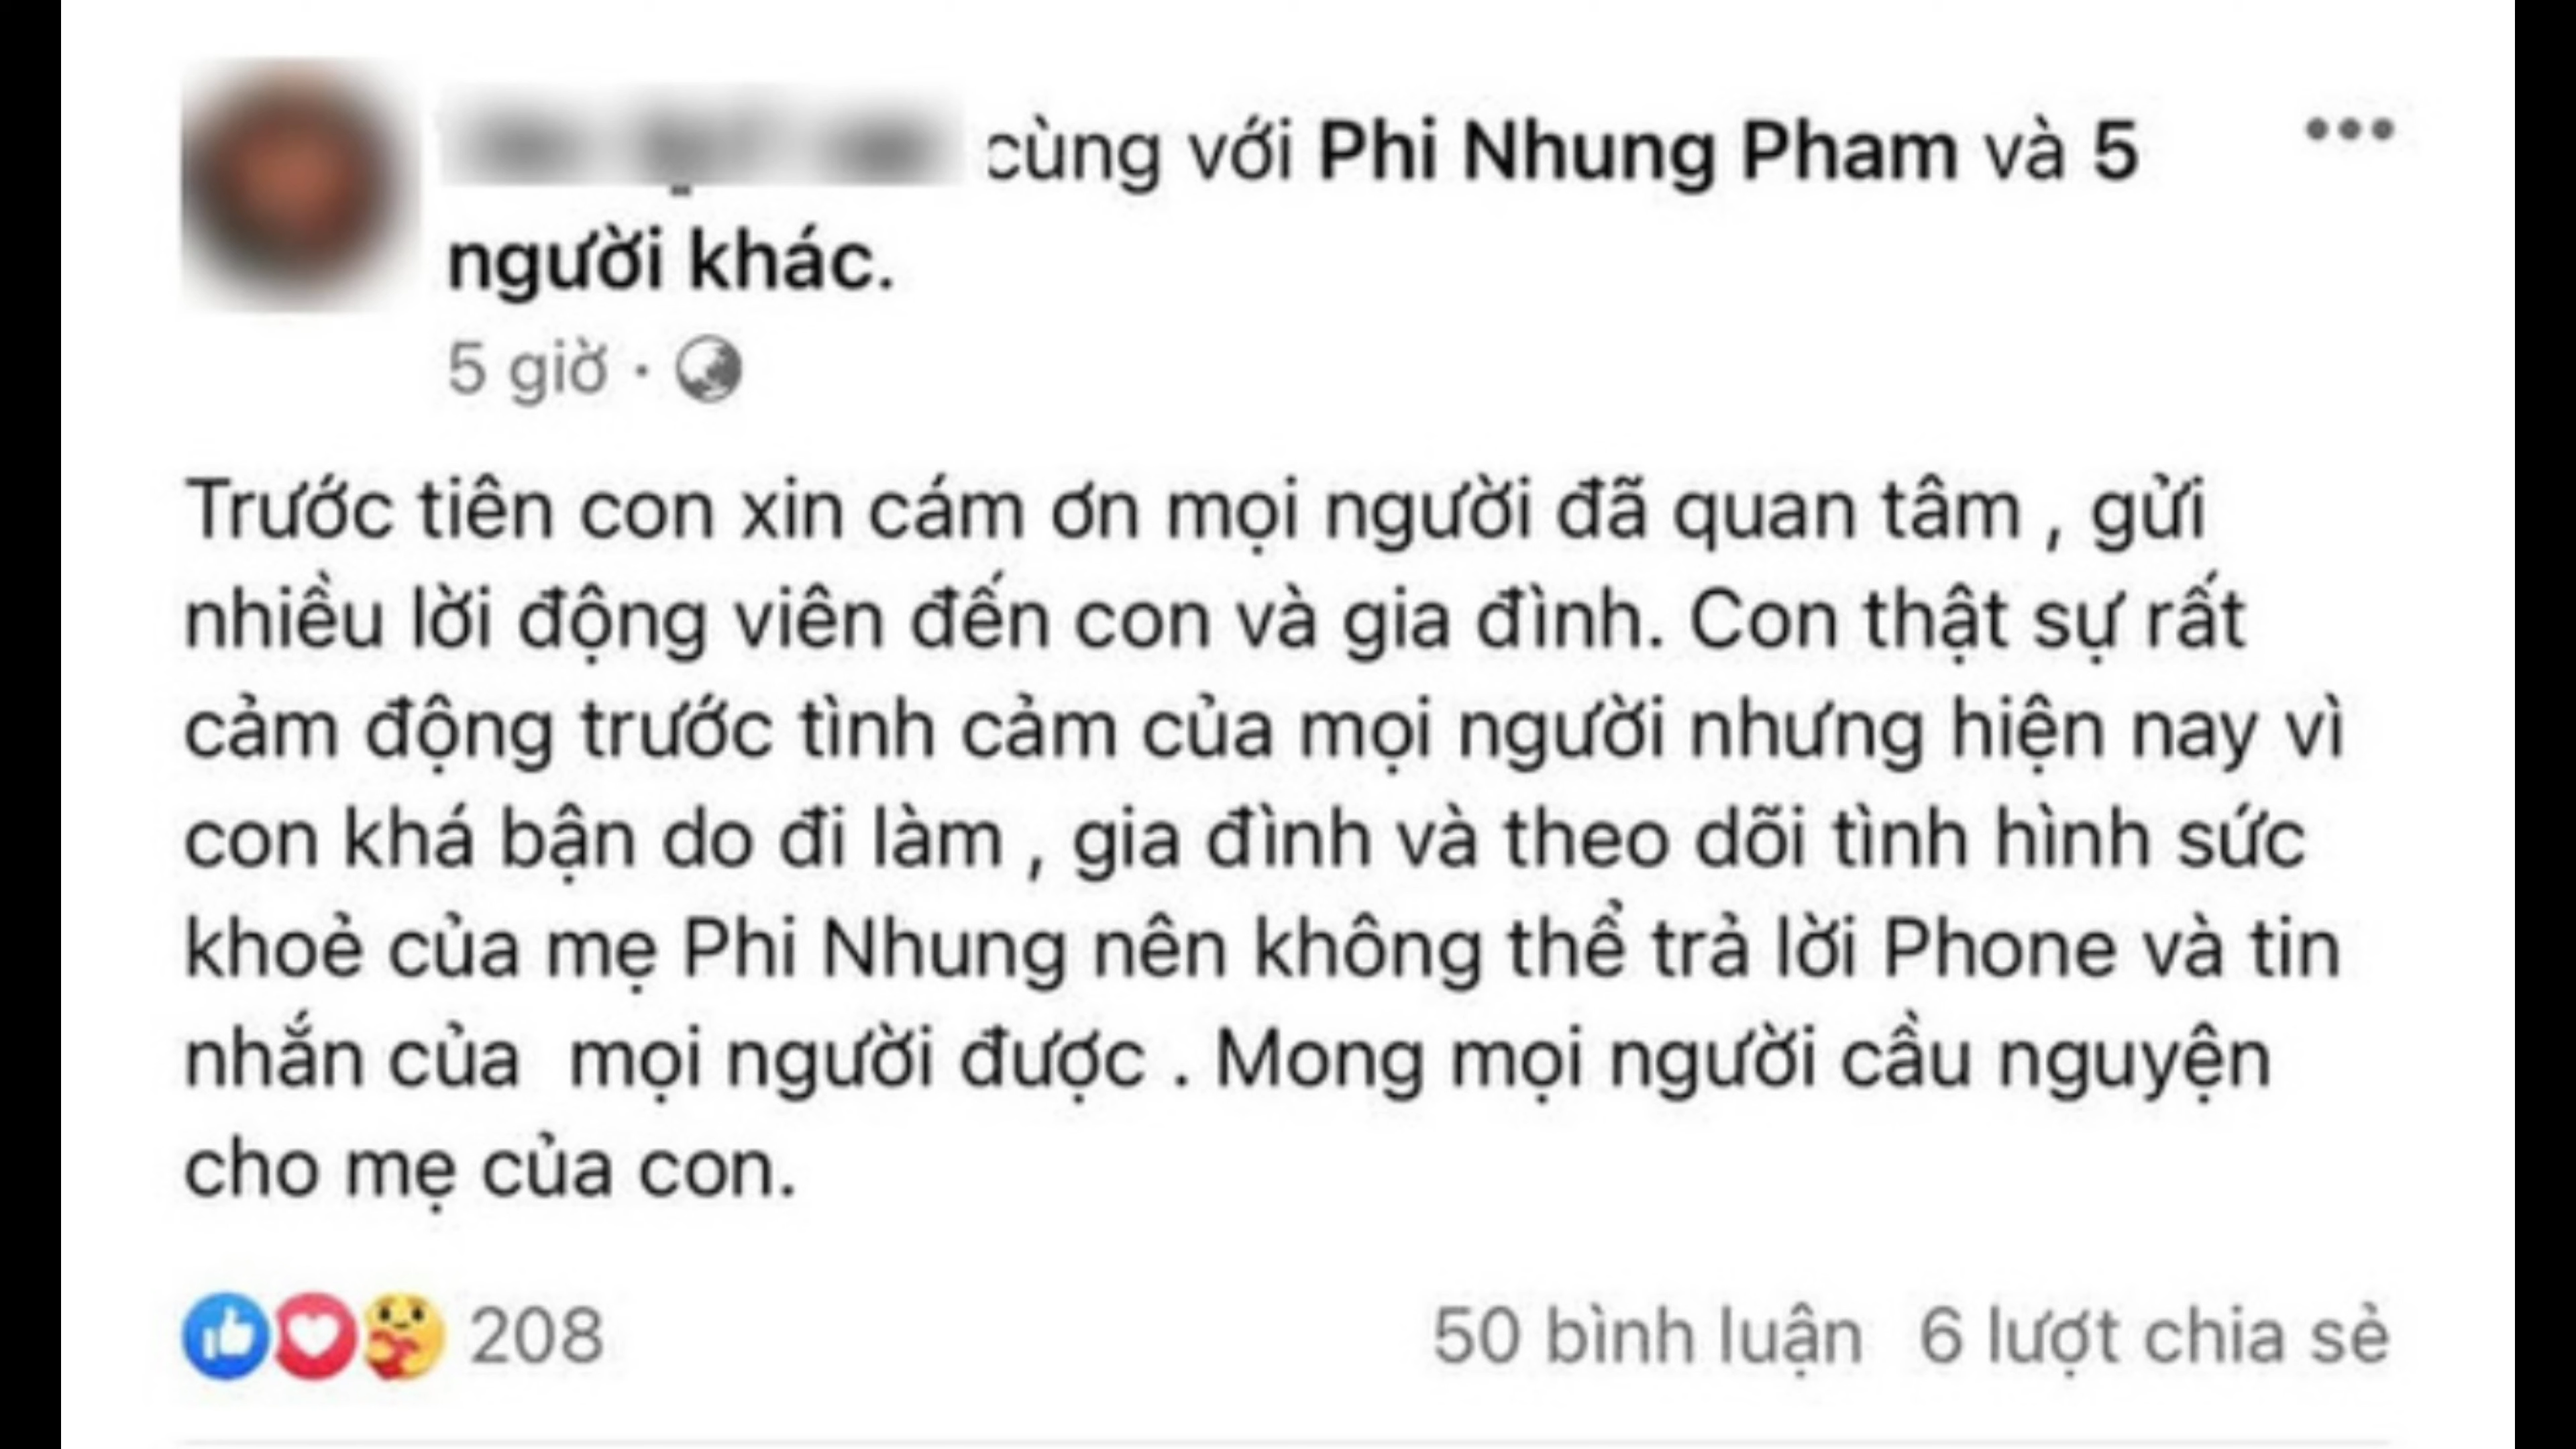 cùng với Phi Nhung Pham và 5
người khác.
5 giờ ·
Trước tiên con xin cám ơn mọi người đã quan tâm , gửi
nhiều lời động viên đến con và gia đình. Con thật sự rất
cảm động trước tình cảm của mọi người nhưng hiện nay vì
con khá bận do đi làm , gia đình và theo dõi tình hình sức
khoẻ của mẹ Phi Nhung nên không thể trả lời Phone và tin
nhắn của  mọi người được . Mong mọi người cầu nguyện
cho mẹ của con.
208 50 bình luận 6 lượt chia sẻ